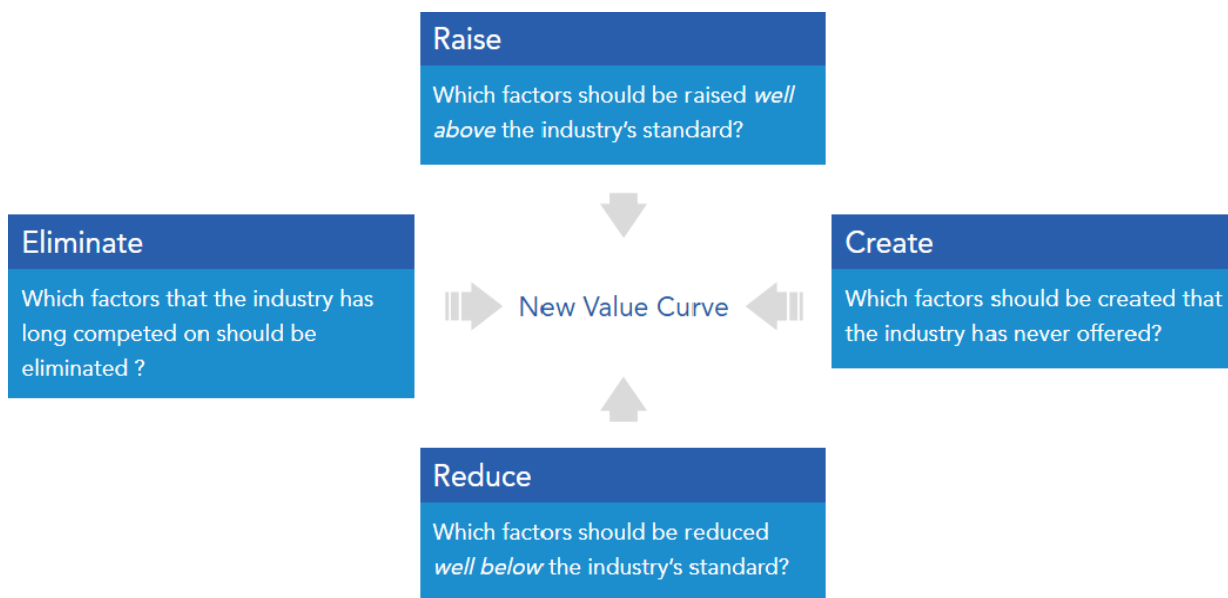 Raise
Which factors should be raised well
above the industry's standard?
Eliminate
Which factors that the industry has
long competed on should be
eliminated ?
New Value Curve
Create
Which factors should be created that
the industry has never offered?
Reduce
Which factors should be reduced
well below the industry's standard?